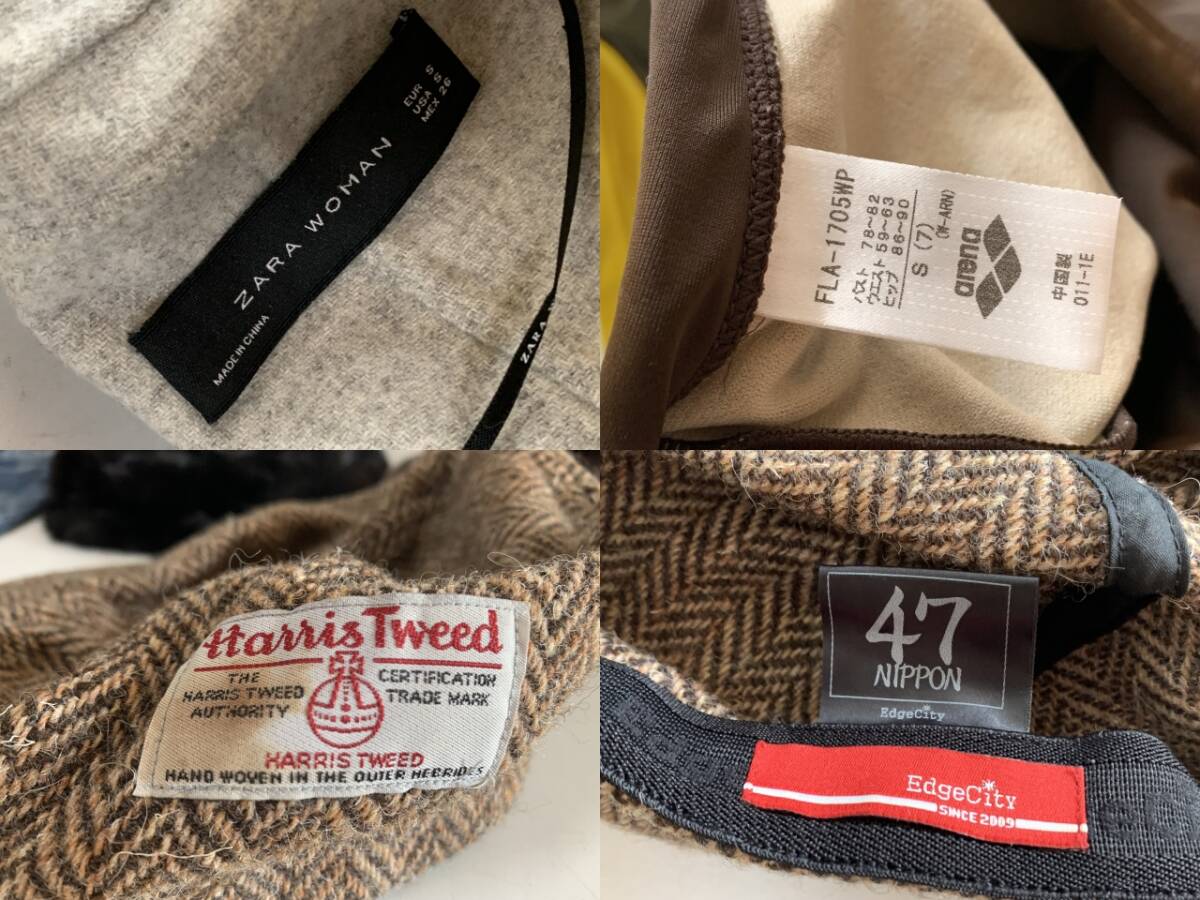 ZARA WOMAN
EUR S
USA S
MEX 26
MADE IN CHINA
ZARA
FLA-1705WP
バスト 78~82
ウエスト 59~63
ヒップ 86~90
S (7)
(W-ARN)
arena
中国製
011-1E
Harris Tweed
THE
HARRIS TWEED
AUTHORITY
CERTIFICATION
TRADE MARK
HARRIS TWEED
HAND WOVEN IN THE OUTER HEBRIDES
47
NIPPON
EdgeCity
EdgeCity
SINCE 2009